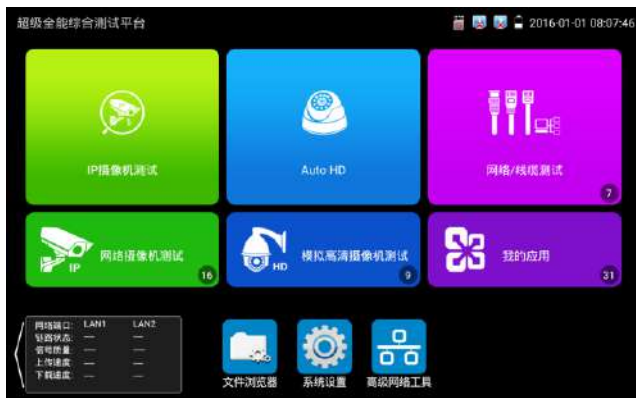 超级全能综合测试平台
2016-01-01 08:07:46
IP摄像机测试
Auto HD
网络/线缆测试
7
IP
网络摄像机测试
16
HD
模拟高清摄像机测试
9
我的应用
31
网络端口: LAN1 LAN2
链路状态: — —
信号质量: — —
上传速度: — —
下载速度: — —
文件浏览器
系统设置
高级网络工具